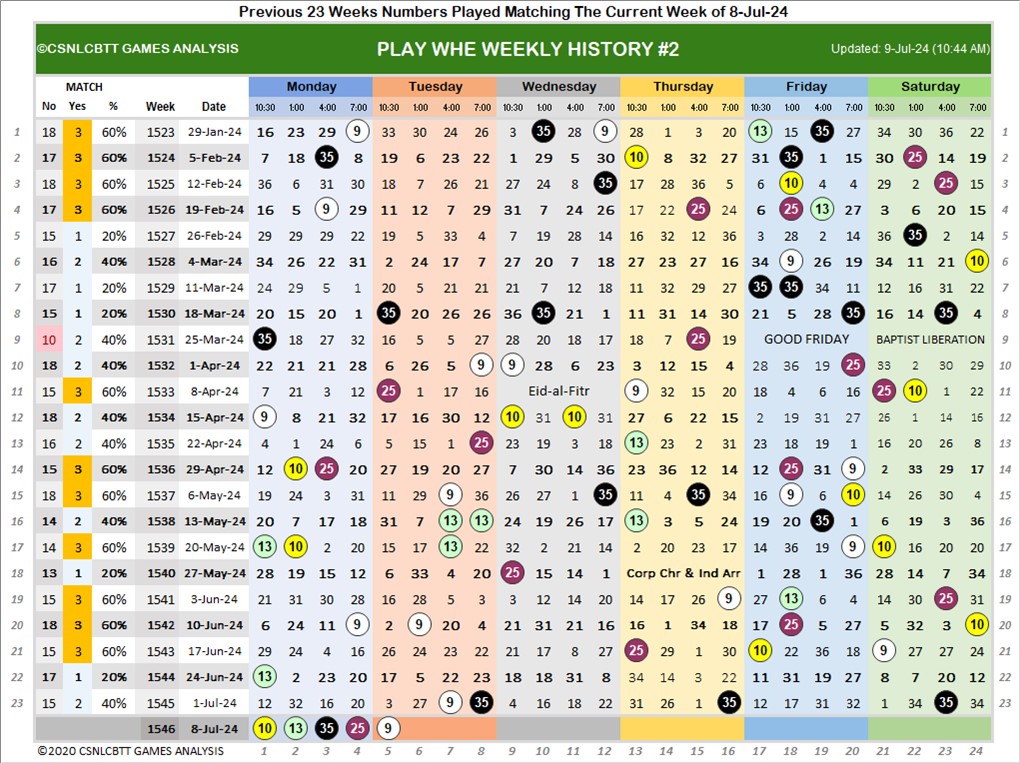 Previous 23 Weeks Numbers Played Matching The Current Week of 8-Jul-24
©CSNLCBTT GAMES ANALYSIS PLAY WHE WEEKLY HISTORY #2 Updated: 9-Jul-24 (10:44 AM)
MATCH Monday Tuesday Wednesday Thursday Friday Saturday
No Yes % Week Date 10:30 1:00 4:00 7:00 10:30 1:00 4:00 7:00 10:30 1:00 4:00 7:00 10:30 1:00 4:00 7:00 10:30 1:00 4:00 7:00 10:30 1:00 4:00 7:00
1 18 3 60% 1523 29-Jan-24 16 23 29 9 33 30 24 26 3 35 28 9 28 1 3 20 13 15 35 27 34 30 36 22 1
2 17 3 60% 1524 5-Feb-24 7 18 35 8 19 6 23 22 1 29 5 30 10 8 32 27 31 35 1 15 30 25 14 19 2
3 18 3 60% 1525 12-Feb-24 36 6 31 30 18 7 26 21 27 24 8 35 17 28 36 5 6 10 4 4 29 2 25 15 3
4 17 3 60% 1526 19-Feb-24 16 5 9 29 11 12 7 29 31 7 24 26 17 22 25 24 6 25 13 27 3 6 20 15 4
5 15 1 20% 1527 26-Feb-24 29 29 29 22 19 5 33 4 7 19 28 14 16 32 12 36 3 28 2 14 36 35 2 14 5
6 16 2 40% 1528 4-Mar-24 34 26 22 31 2 24 17 7 27 20 7 18 27 23 27 16 34 9 26 19 34 11 21 10 6
7 17 1 20% 1529 11-Mar-24 24 29 5 1 20 5 21 21 21 7 12 18 11 32 29 27 35 35 34 11 12 16 31 22 7
8 15 1 20% 1530 18-Mar-24 20 15 20 1 35 20 26 26 36 35 21 1 11 31 14 30 21 5 28 35 16 14 35 4 8
9 10 2 40% 1531 25-Mar-24 35 18 27 32 16 5 5 27 28 20 18 17 18 7 25 19 GOOD FRIDAY BAPTIST LIBERATION 9
10 18 2 40% 1532 1-Apr-24 22 21 21 28 6 26 5 9 9 28 6 23 3 12 15 4 28 36 19 25 33 2 30 29 10
11 15 3 60% 1533 8-Apr-24 7 21 3 12 25 1 17 16 Eid-al-Fitr 9 32 15 20 18 4 6 16 25 10 1 22 11
12 18 2 40% 1534 15-Apr-24 9 8 21 32 17 16 30 12 10 31 10 31 27 6 22 15 2 19 31 27 26 1 14 16 12
13 16 2 40% 1535 22-Apr-24 4 1 24 6 5 15 1 25 23 19 3 18 13 23 2 31 23 18 19 1 16 20 26 8 13
14 15 3 60% 1536 29-Apr-24 12 10 25 20 27 19 20 27 7 30 14 36 23 36 12 14 12 25 31 9 2 33 29 17 14
15 18 3 60% 1537 6-May-24 19 24 3 31 11 29 9 36 26 27 1 35 11 4 35 34 16 9 6 10 14 26 30 4 15
16 14 2 40% 1538 13-May-24 20 7 17 18 31 7 13 13 24 19 26 17 13 3 5 24 19 20 35 1 6 19 3 36 16
17 14 3 60% 1539 20-May-24 13 10 2 20 15 17 13 22 32 2 21 14 2 20 23 17 14 36 19 9 10 16 20 20 17
18 13 1 20% 1540 27-May-24 28 19 15 12 6 33 4 20 25 15 14 1 Corp Chr & Ind Arr 1 28 1 36 28 14 7 34 18
19 15 3 60% 1541 3-Jun-24 21 31 30 28 16 28 5 3 3 12 14 20 14 17 26 9 27 13 6 4 14 30 25 31 19
20 18 3 60% 1542 10-Jun-24 6 24 11 9 2 9 20 4 21 31 21 16 16 1 34 18 17 25 5 27 5 32 3 10 20
21 15 3 60% 1543 17-Jun-24 29 24 4 16 26 24 23 22 21 17 8 27 25 29 1 30 10 22 36 18 9 27 27 24 21
22 17 1 20% 1544 24-Jun-24 13 2 23 20 17 5 22 23 18 18 31 8 34 14 3 22 11 31 19 27 8 7 20 12 22
23 15 2 40% 1545 1-Jul-24 12 32 16 20 3 27 9 35 4 16 18 22 31 26 1 35 12 17 31 32 1 34 35 34 23
1546 8-Jul-24 10 13 35 25 9
©2020 CSNLCBTT GAMES ANALYSIS 1 2 3 4 5 6 7 8 9 10 11 12 13 14 15 16 17 18 19 20 21 22 23 24